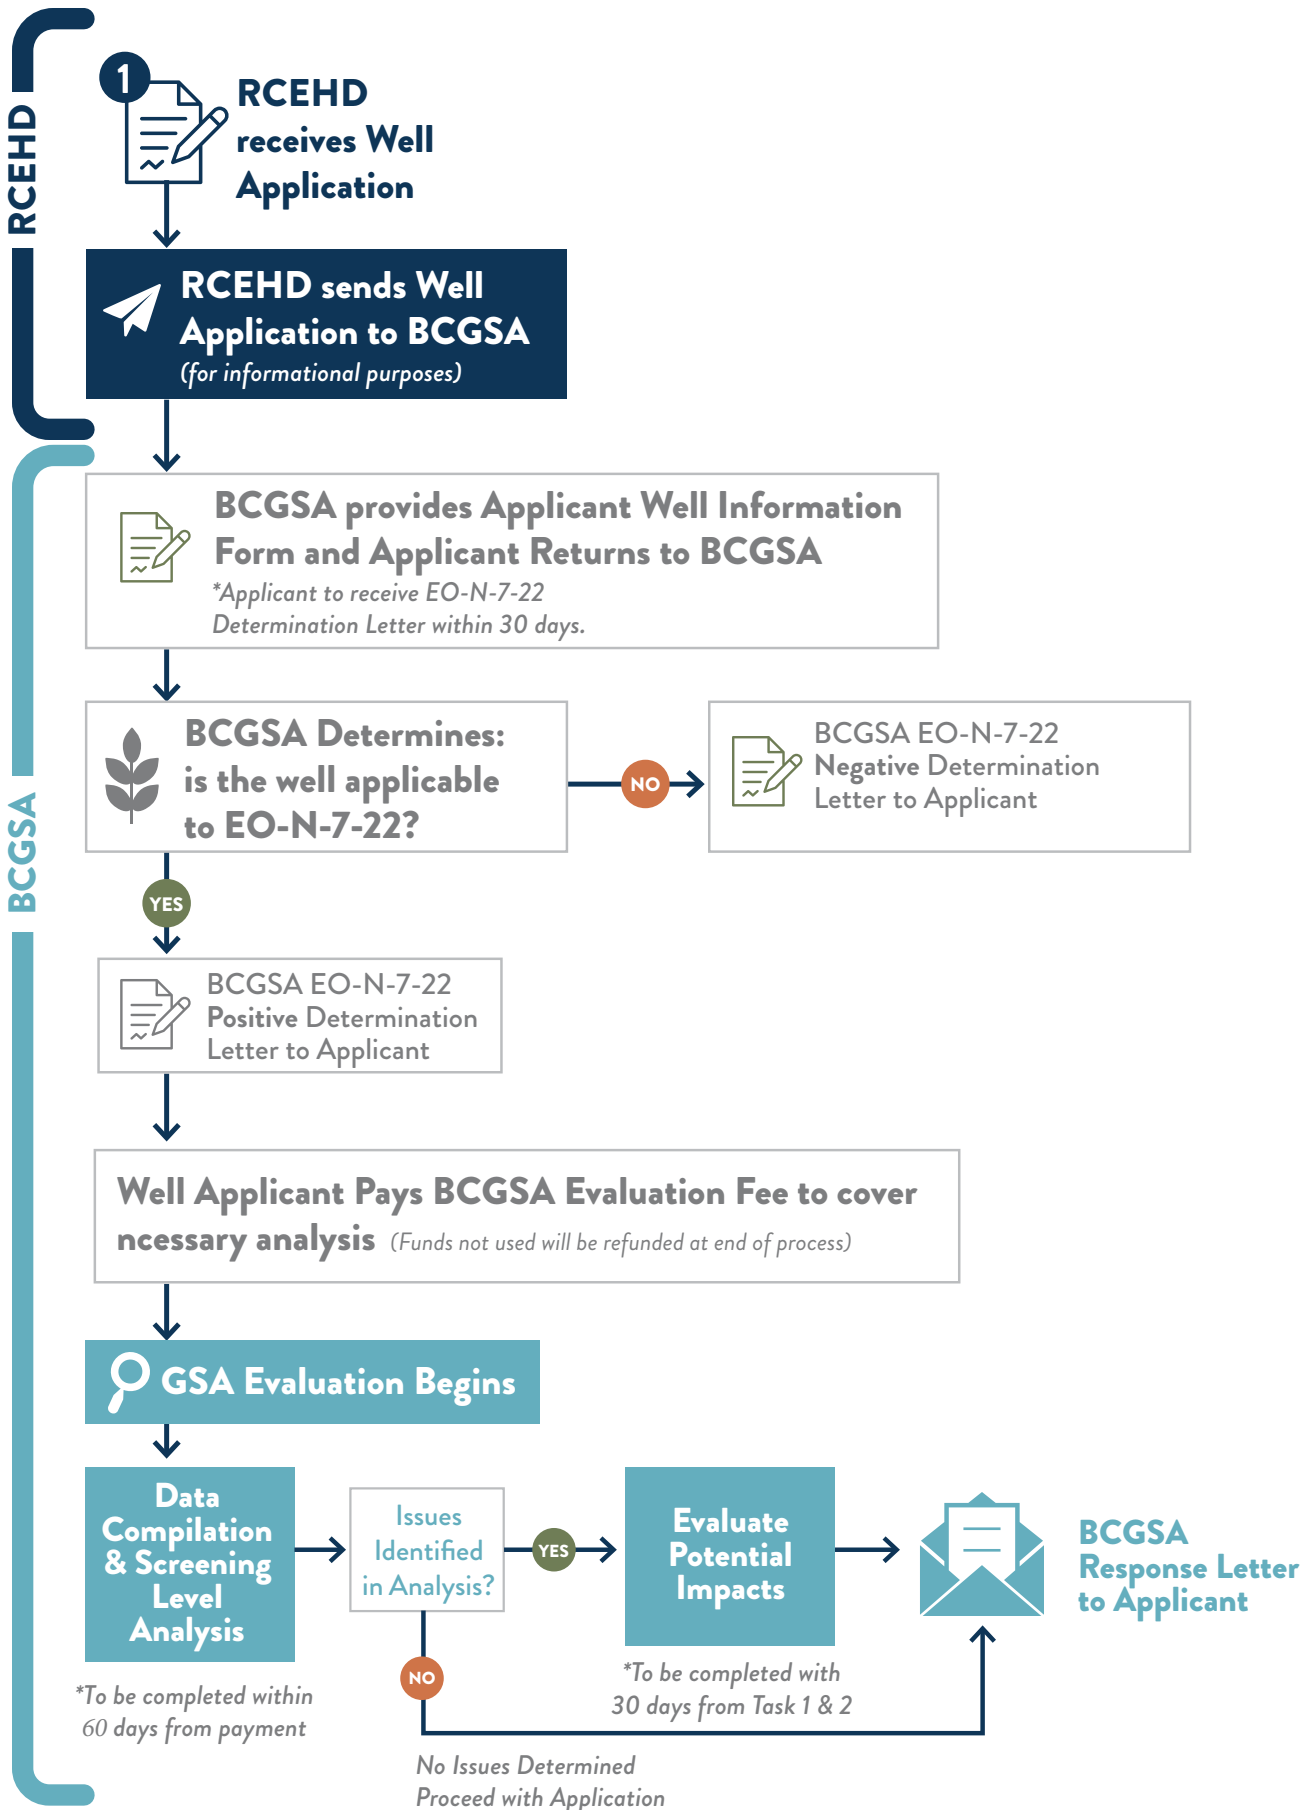 RCEHD
1
RCEHD
receives Well
Application
RCEHD sends Well
Application to BCGSA
(for informational purposes)
BCGSA
BCGSA provides Applicant Well Information
Form and Applicant Returns to BCGSA
*Applicant to receive EO-N-7-22
Determination Letter within 30 days.
BCGSA Determines:
is the well applicable
to EO-N-7-22?
NO
BCGSA EO-N-7-22
Negative Determination
Letter to Applicant
YES
BCGSA EO-N-7-22
Positive Determination
Letter to Applicant
Well Applicant Pays BCGSA Evaluation Fee to cover
ncessary analysis (Funds not used will be refunded at end of process)
GSA Evaluation Begins
Data
Compilation
& Screening
Level
Analysis
*To be completed within
60 days from payment
Issues
Identified
in Analysis?
YES
Evaluate
Potential
Impacts
*To be completed with
30 days from Task 1 & 2
BCGSA
Response Letter
to Applicant
NO
No Issues Determined
Proceed with Application